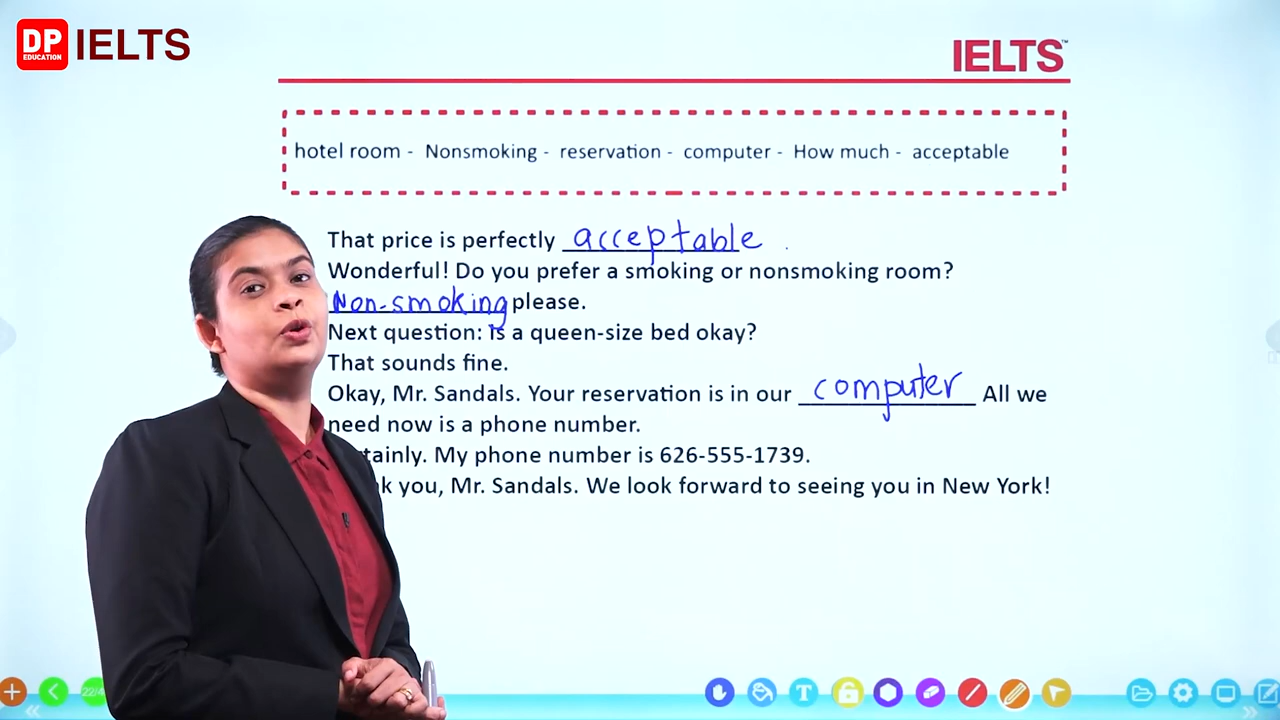 DP
EDUCATION
IELTS
IELTS™
hotel room - Nonsmoking - reservation - computer - How much - acceptable
That price is perfectly acceptable .
Wonderful! Do you prefer a smoking or nonsmoking room?
Non-smoking please.
Next question: Is a queen-size bed okay?
That sounds fine.
Okay, Mr. Sandals. Your reservation is in our computer All we
need now is a phone number.
My phone number is 626-555-1739.
you, Mr. Sandals. We look forward to seeing you in New York!
T